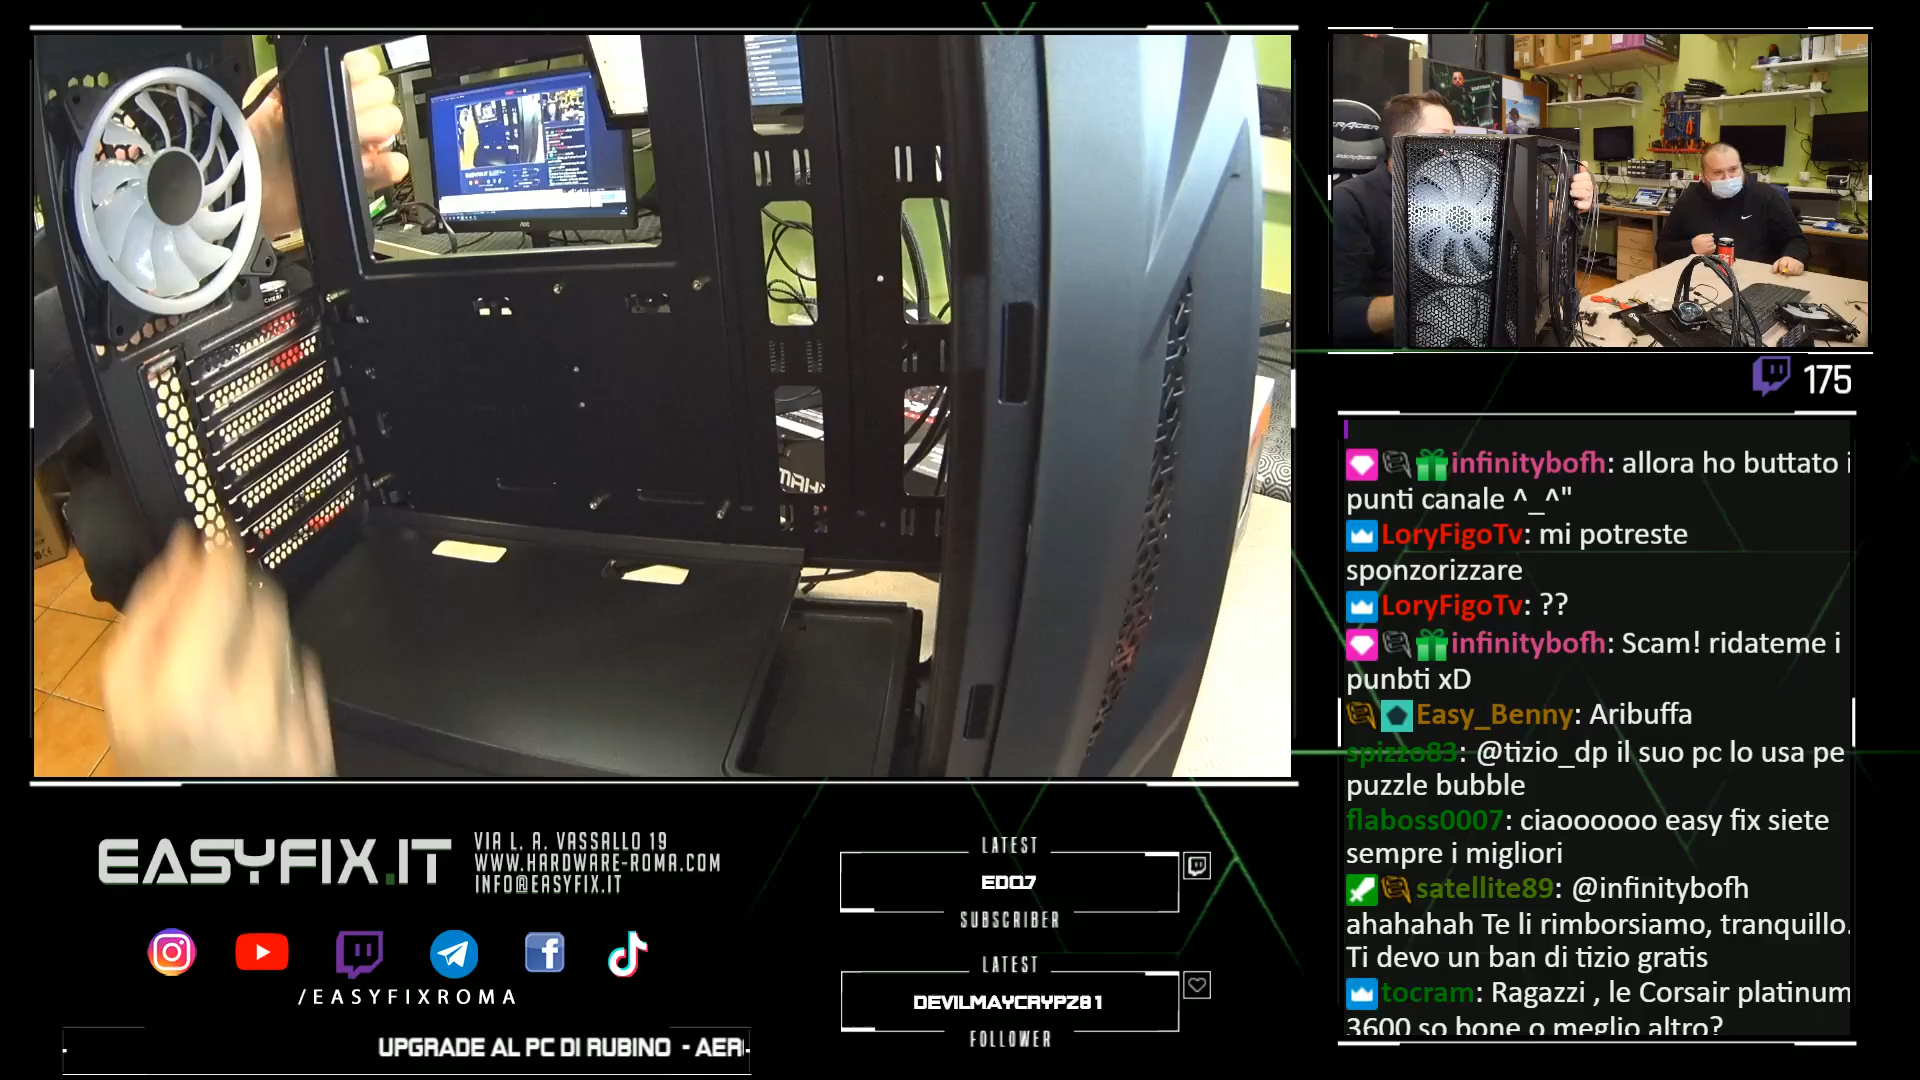 175
infinitybofh: allora ho buttato i
punti canale ^_^"
LoryFigoTv: mi potreste
sponzorizzare
LoryFigoTv: ??
infinitybofh: Scam! ridateme i
punbti xD
Easy_Benny: Aribuffa
spizzo83: @tizio_dp il suo pc lo usa pe
puzzle bubble
flaboss0007: ciaoooooo easy fix siete
sempre i migliori
satellite89: @infinitybofh
ahahahah Te li rimborsiamo, tranquillo.
Ti devo un ban di tizio gratis
tocram: Ragazzi , le Corsair platinum
3600 so bone o meglio altro?
EASYFIX.IT
VIA L. A. VASSALLO 19
WWW.HARDWARE-ROMA.COM
INFO@EASYFIX.IT
/EASYFIXROMA
UPGRADE AL PC DI RUBINO - AER
LATEST
ED17
SUBSCRIBER
LATEST
DEVILMAYCRYPZ81
FOLLOWER